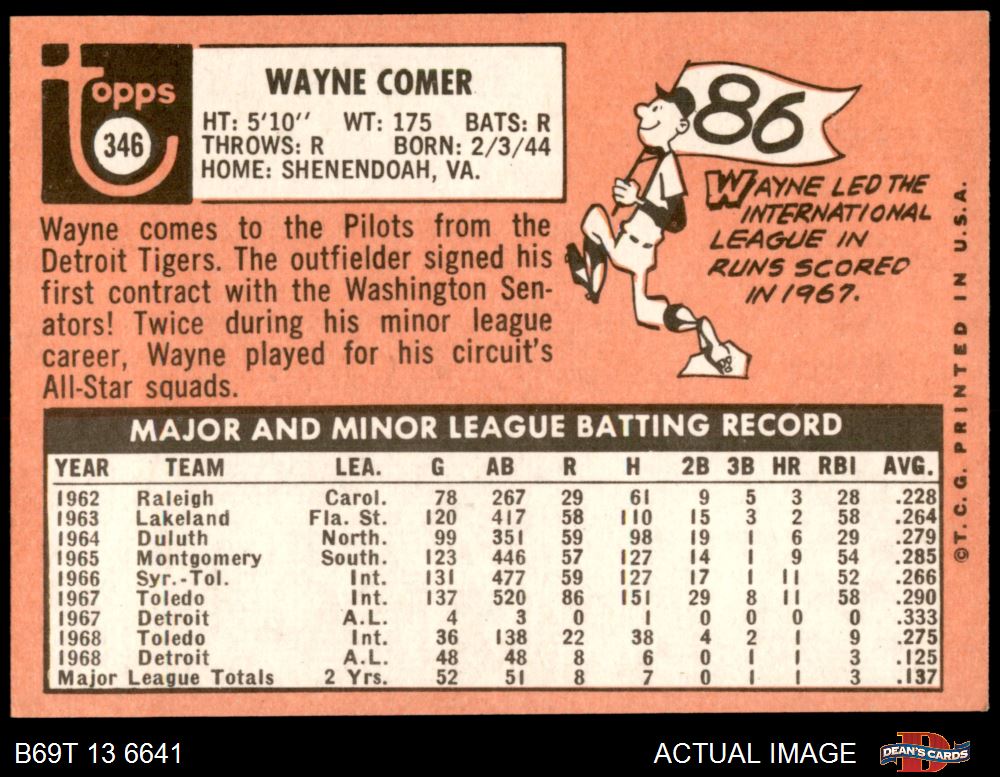 Topps
346
WAYNE COMER
HT: 5'10" WT: 175 BATS: R
THROWS: R BORN: 2/3/44
HOME: SHENENDOAH, VA.
Wayne comes to the Pilots from the
Detroit Tigers. The outfielder signed his
first contract with the Washington Sen-
ators! Twice during his minor league
career, Wayne played for his circuit's
All-Star squads.
86
WAYNE LED THE
INTERNATIONAL
LEAGUE IN
RUNS SCORED
IN 1967.
MAJOR AND MINOR LEAGUE BATTING RECORD
YEAR TEAM LEA. G AB R H 2B 3B HR RBI AVG.
1962 Raleigh Carol. 78 267 29 61 9 5 3 28 .228
1963 Lakeland Fla. St. 120 417 58 110 15 3 2 58 .264
1964 Duluth North. 99 351 59 98 19 1 6 29 .279
1965 Montgomery South. 123 446 57 127 14 1 9 54 .285
1966 Syr.-Tol. Int. 131 477 59 127 17 1 11 52 .266
1967 Toledo Int. 137 520 86 151 29 8 11 58 .290
1967 Detroit A.L. 4 3 0 1 0 0 0 0 .333
1968 Toledo Int. 36 138 22 38 4 2 1 9 .275
1968 Detroit A.L. 48 48 8 6 0 1 1 3 .125
Major League Totals 2 Yrs. 52 51 8 7 0 1 1 3 .137
©T.C.G. PRINTED IN U.S.A.
B69T 13 6641
ACTUAL IMAGE
D
DEAN'S CARDS